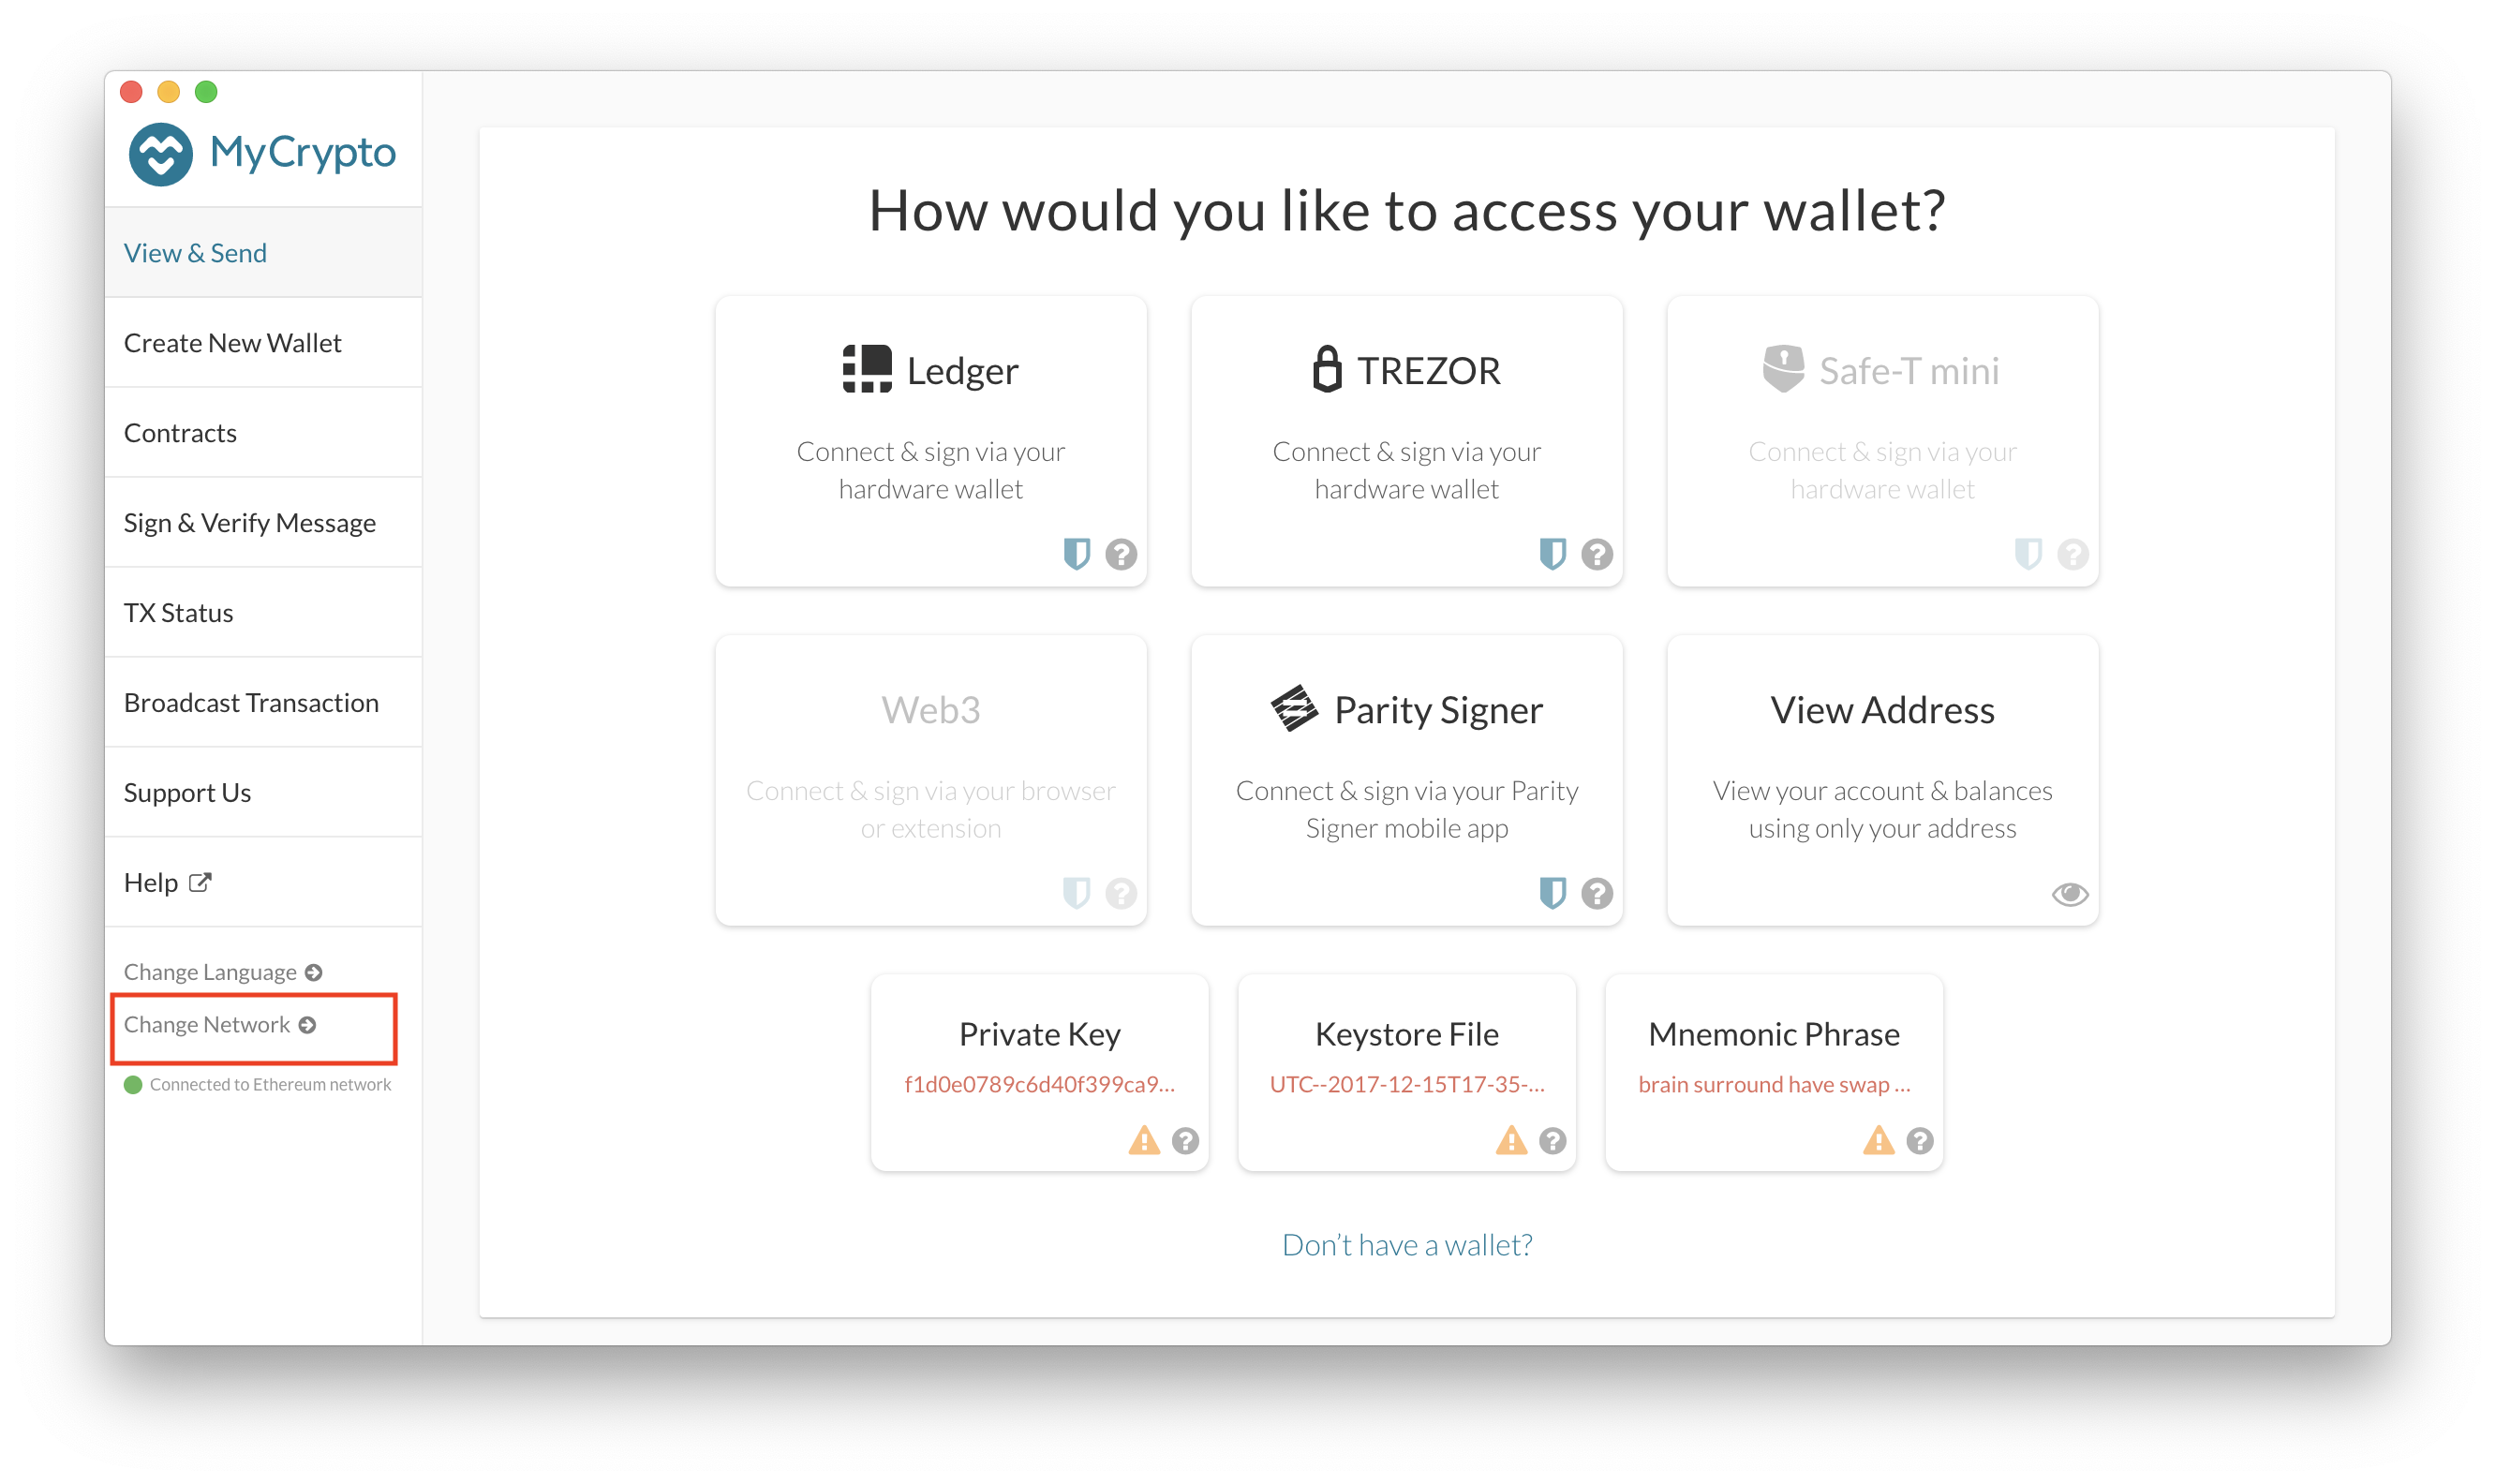 MyCrypto
View & Send
Create New Wallet
Contracts
Sign & Verify Message
TX Status
Broadcast Transaction
Support Us
Help
Change Language
Change Network
Connected to Ethereum network
How would you like to access your wallet?
Ledger
Connect & sign via your
hardware wallet
TREZOR
Connect & sign via your
hardware wallet
Safe-T mini
Connect & sign via your
hardware wallet
Web3
Connect & sign via your browser
or extension
Parity Signer
Connect & sign via your Parity
Signer mobile app
View Address
View your account & balances
using only your address
Private Key
f1d0e0789c6d40f399ca9...
Keystore File
UTC--2017-12-15T17-35-...
Mnemonic Phrase
brain surround have swap ...
Don’t have a wallet?